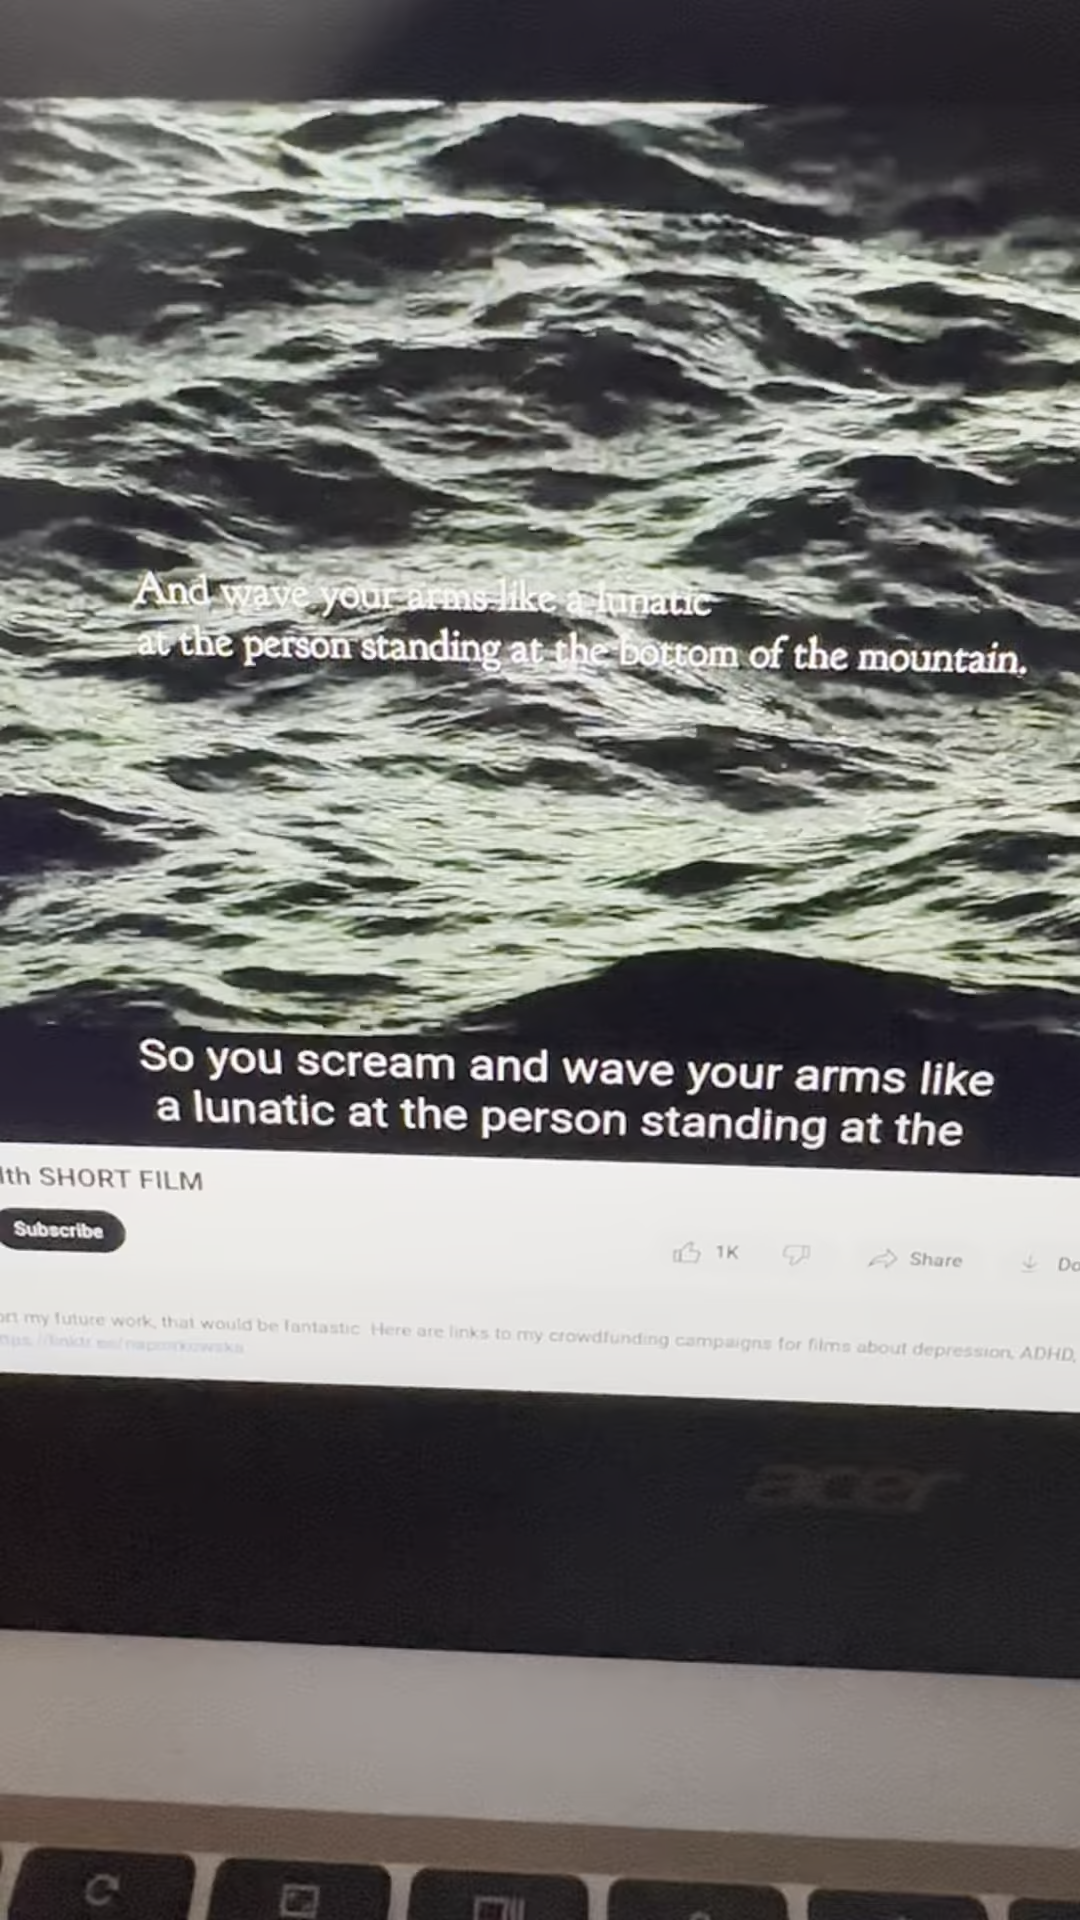 And wave your arms like a lunatic
at the person standing at the bottom of the mountain.
So you scream and wave your arms like
a lunatic at the person standing at the
lth SHORT FILM
Subscribe
1K
Share
Do
ort my future work, that would be fantastic. Here are links to my crowdfunding campaigns for films about depression, ADHD,
acer